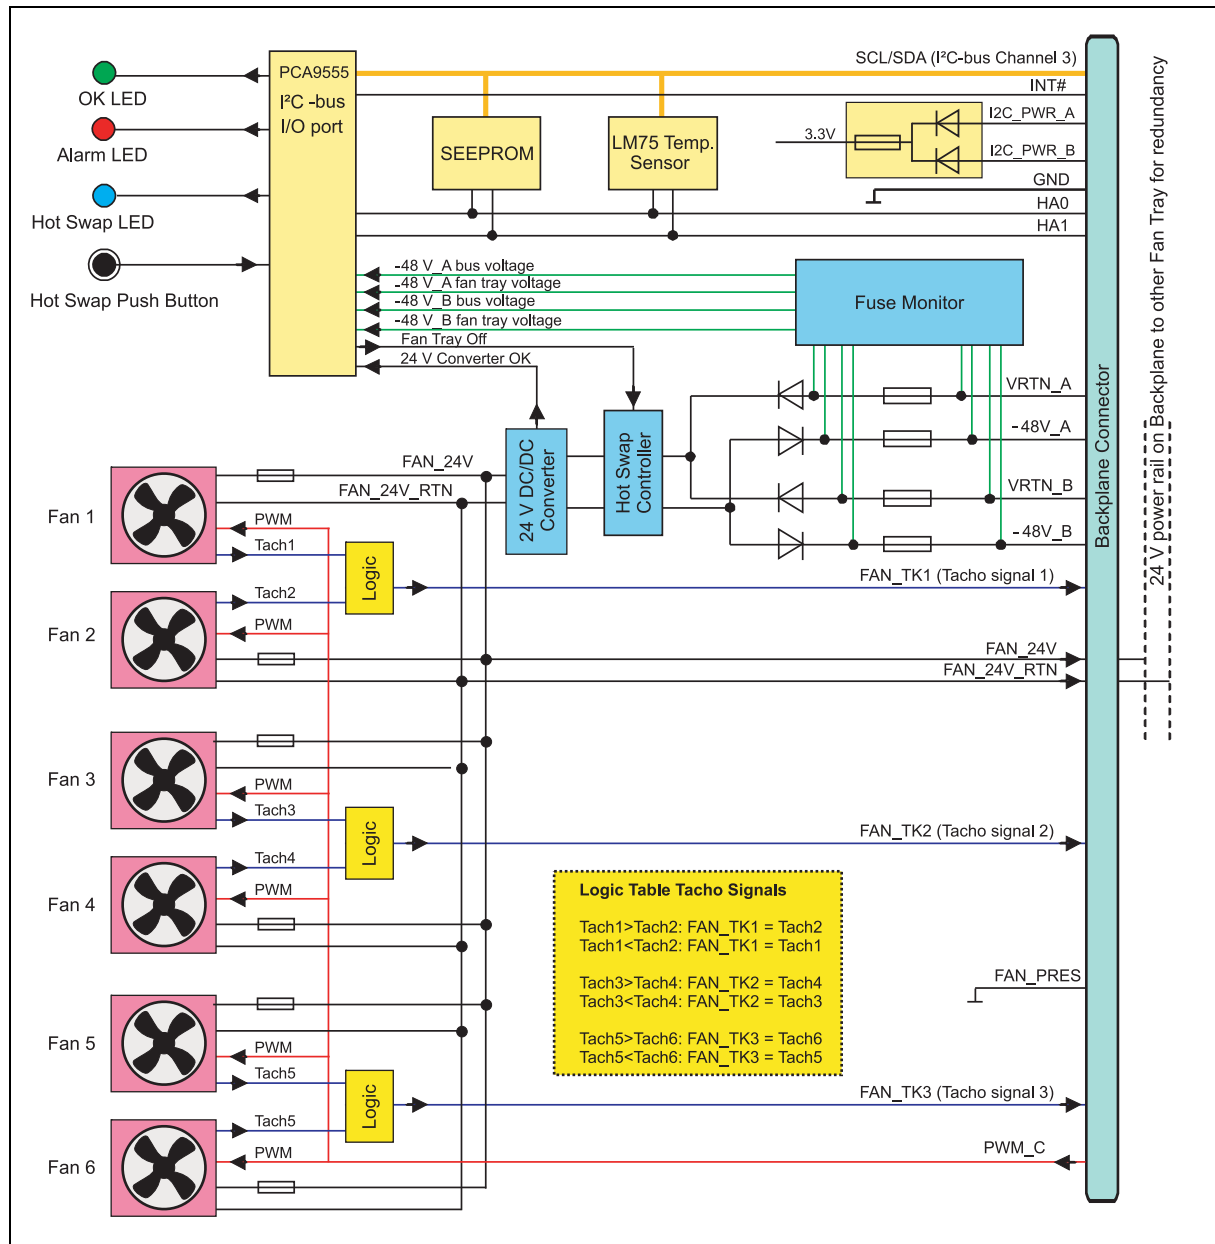 PCA9555
I²C -bus
I/O port
OK LED
Alarm LED
Hot Swap LED
Hot Swap Push Button
SCL/SDA (I²C-bus Channel 3)
INT#
SEEPROM
LM75 Temp.
Sensor
3.3V
I2C_PWR_A
I2C_PWR_B
GND
HA0
HA1
-48 V_A bus voltage
-48 V_A fan tray voltage
-48 V_B bus voltage
-48 V_B fan tray voltage
Fan Tray Off
24 V Converter OK
Fuse Monitor
VRTN_A
-48V_A
VRTN_B
-48V_B
24 V DC/DC
Converter
Hot Swap
Controller
Backplane Connector
24 V power rail on Backplane to other Fan Tray for redundancy
FAN_24V
FAN_24V_RTN
Fan 1
PWM
Tach1
Logic
FAN_TK1 (Tacho signal 1)
Tach2
Fan 2
PWM
FAN_24V
FAN_24V_RTN
Fan 3
PWM
Tach3
Logic
FAN_TK2 (Tacho signal 2)
Tach4
PWM
Fan 4
Logic Table Tacho Signals
Tach1>Tach2: FAN_TK1 = Tach2
Tach1<Tach2: FAN_TK1 = Tach1
Tach3>Tach4: FAN_TK2 = Tach4
Tach3<Tach4: FAN_TK2 = Tach3
Tach5>Tach6: FAN_TK3 = Tach6
Tach5<Tach6: FAN_TK3 = Tach5
FAN_PRES
Fan 5
PWM
Tach5
Logic
FAN_TK3 (Tacho signal 3)
Tach5
PWM
Fan 6
PWM_C